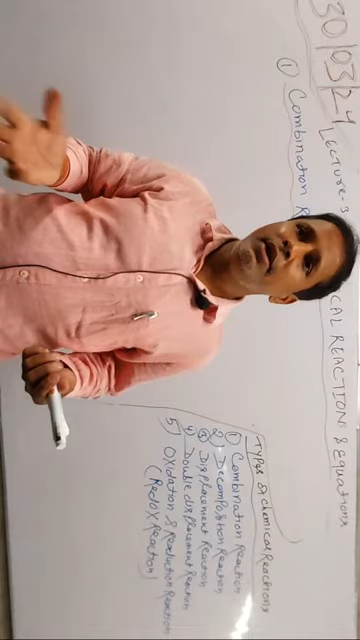 30/03/24 LECTURE-3 CAL REACTIONS & EQUATIONS
① Combination R
Types of chemical Reactions
① Combination Reaction
2) Decomposition Reaction
③ Displacement Reaction
4) Double displacement Reaction
5) Oxidation & Reduction Reaction
(Redox Reaction)